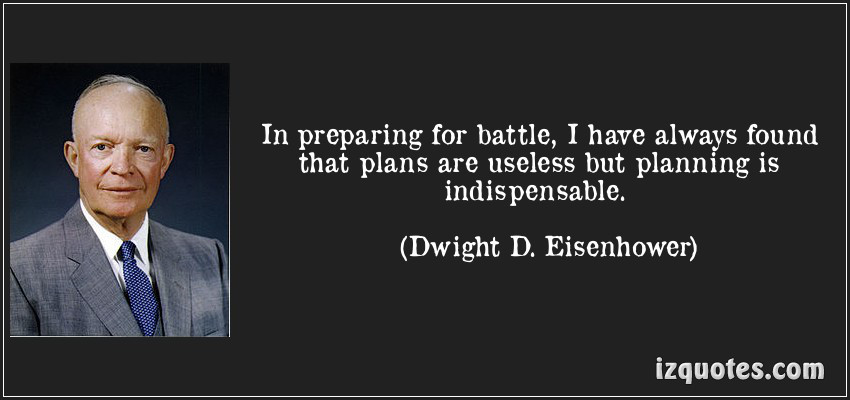 In preparing for battle, I have always found
that plans are useless but planning is
indispensable.
(Dwight D. Eisenhower)
izquotes.com